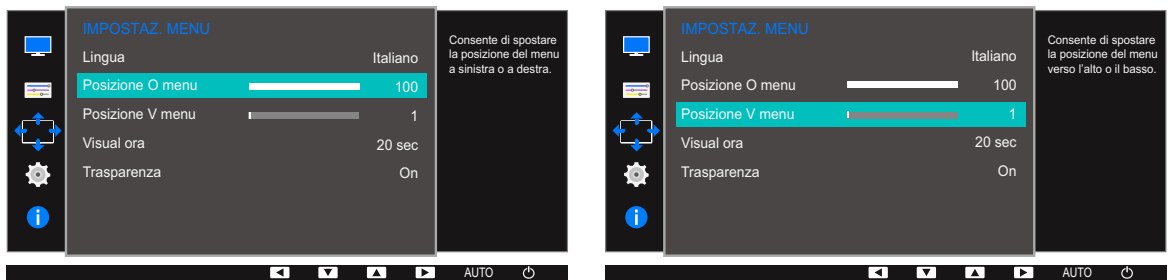 IMPOSTAZ. MENU
Lingua Italiano
Posizione O menu 100
Posizione V menu 1
Visual ora 20 sec
Trasparenza On
Consente di spostare
la posizione del menu
a sinistra o a destra.
AUTO
IMPOSTAZ. MENU
Lingua Italiano
Posizione O menu 100
Posizione V menu 1
Visual ora 20 sec
Trasparenza On
Consente di spostare
la posizione del menu
verso l'alto o il basso.
AUTO